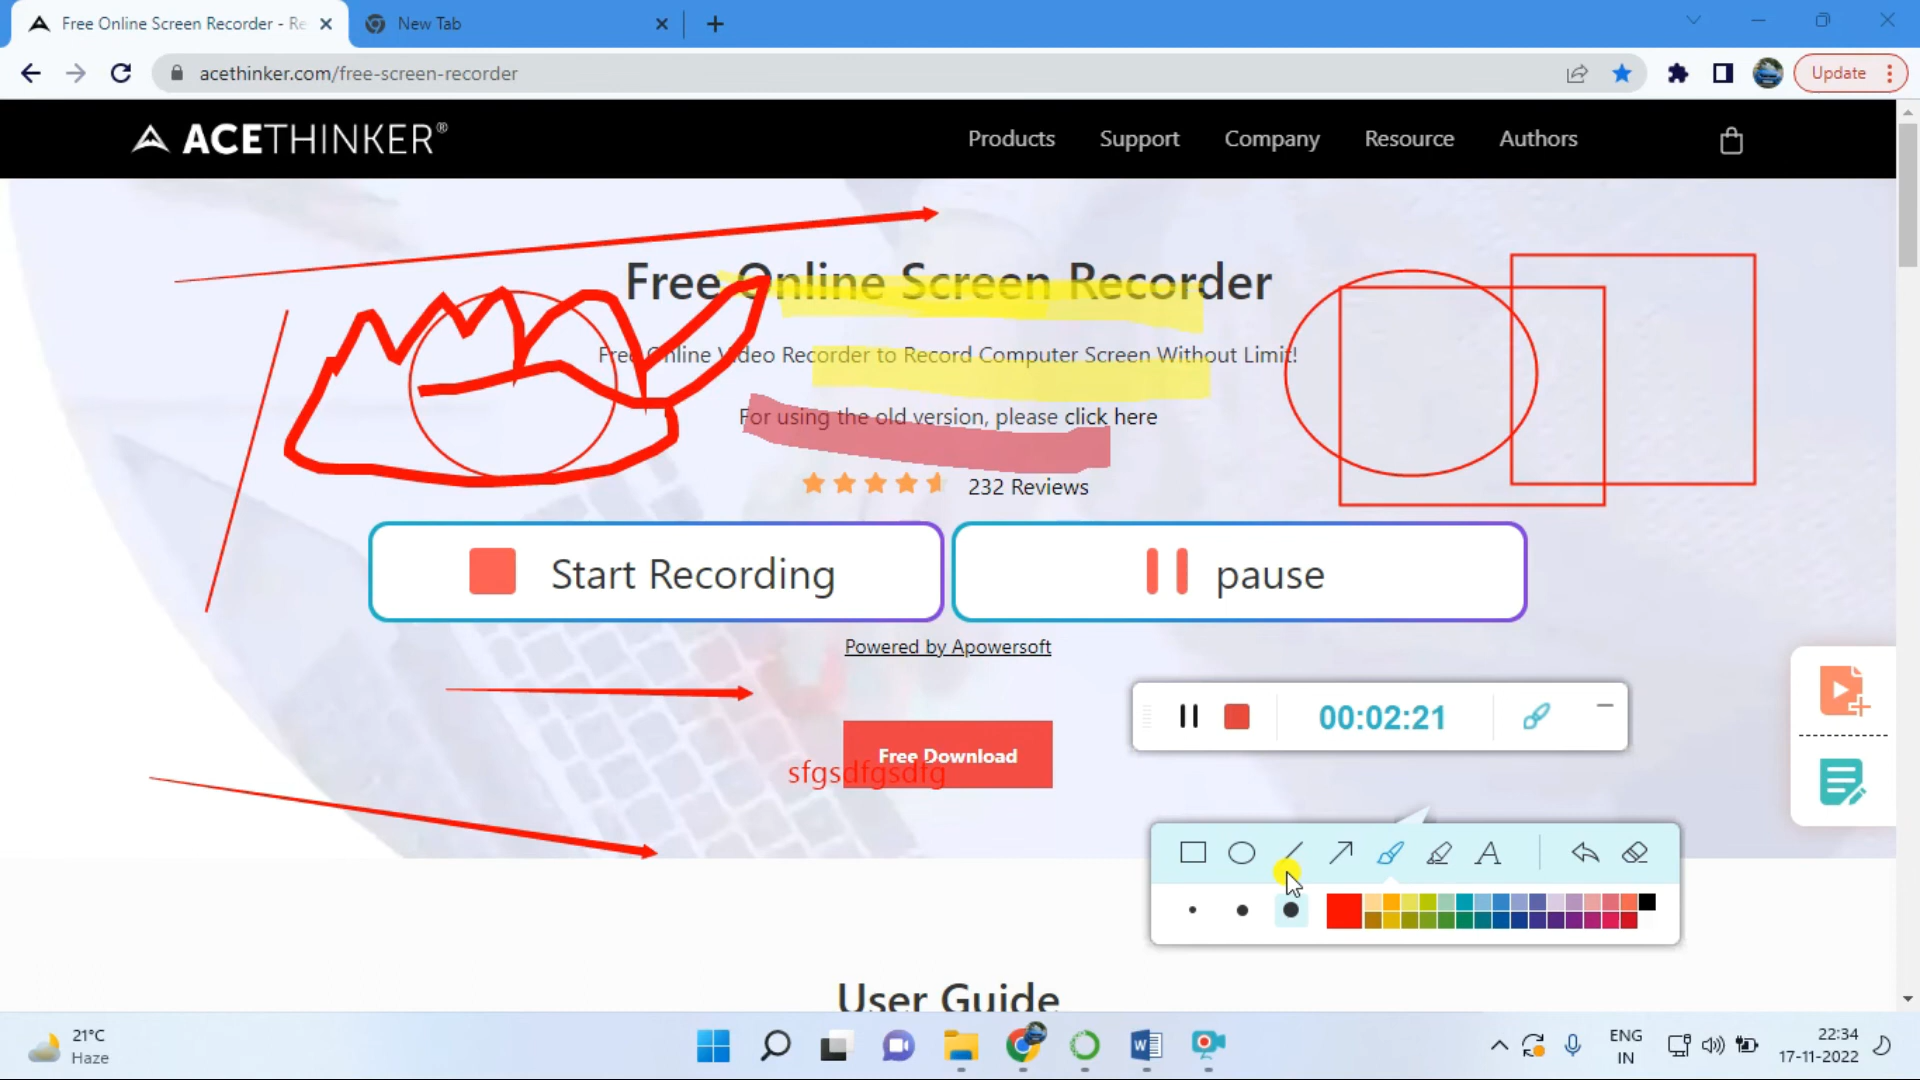 Free Online Screen Recorder - Re
New Tab
acethinker.com/free-screen-recorder
Update
ACETHINKER®
Products
Support
Company
Resource
Authors
Free Online Screen Recorder
Free Online Video Recorder to Record Computer Screen Without Limit!
For using the old version, please click here
232 Reviews
Start Recording
pause
Powered by Apowersoft
00:02:21
Free Download
sfgsdfgsdfg
A
User Guide
21°C
Haze
W
ENG
IN
22:34
17-11-2022